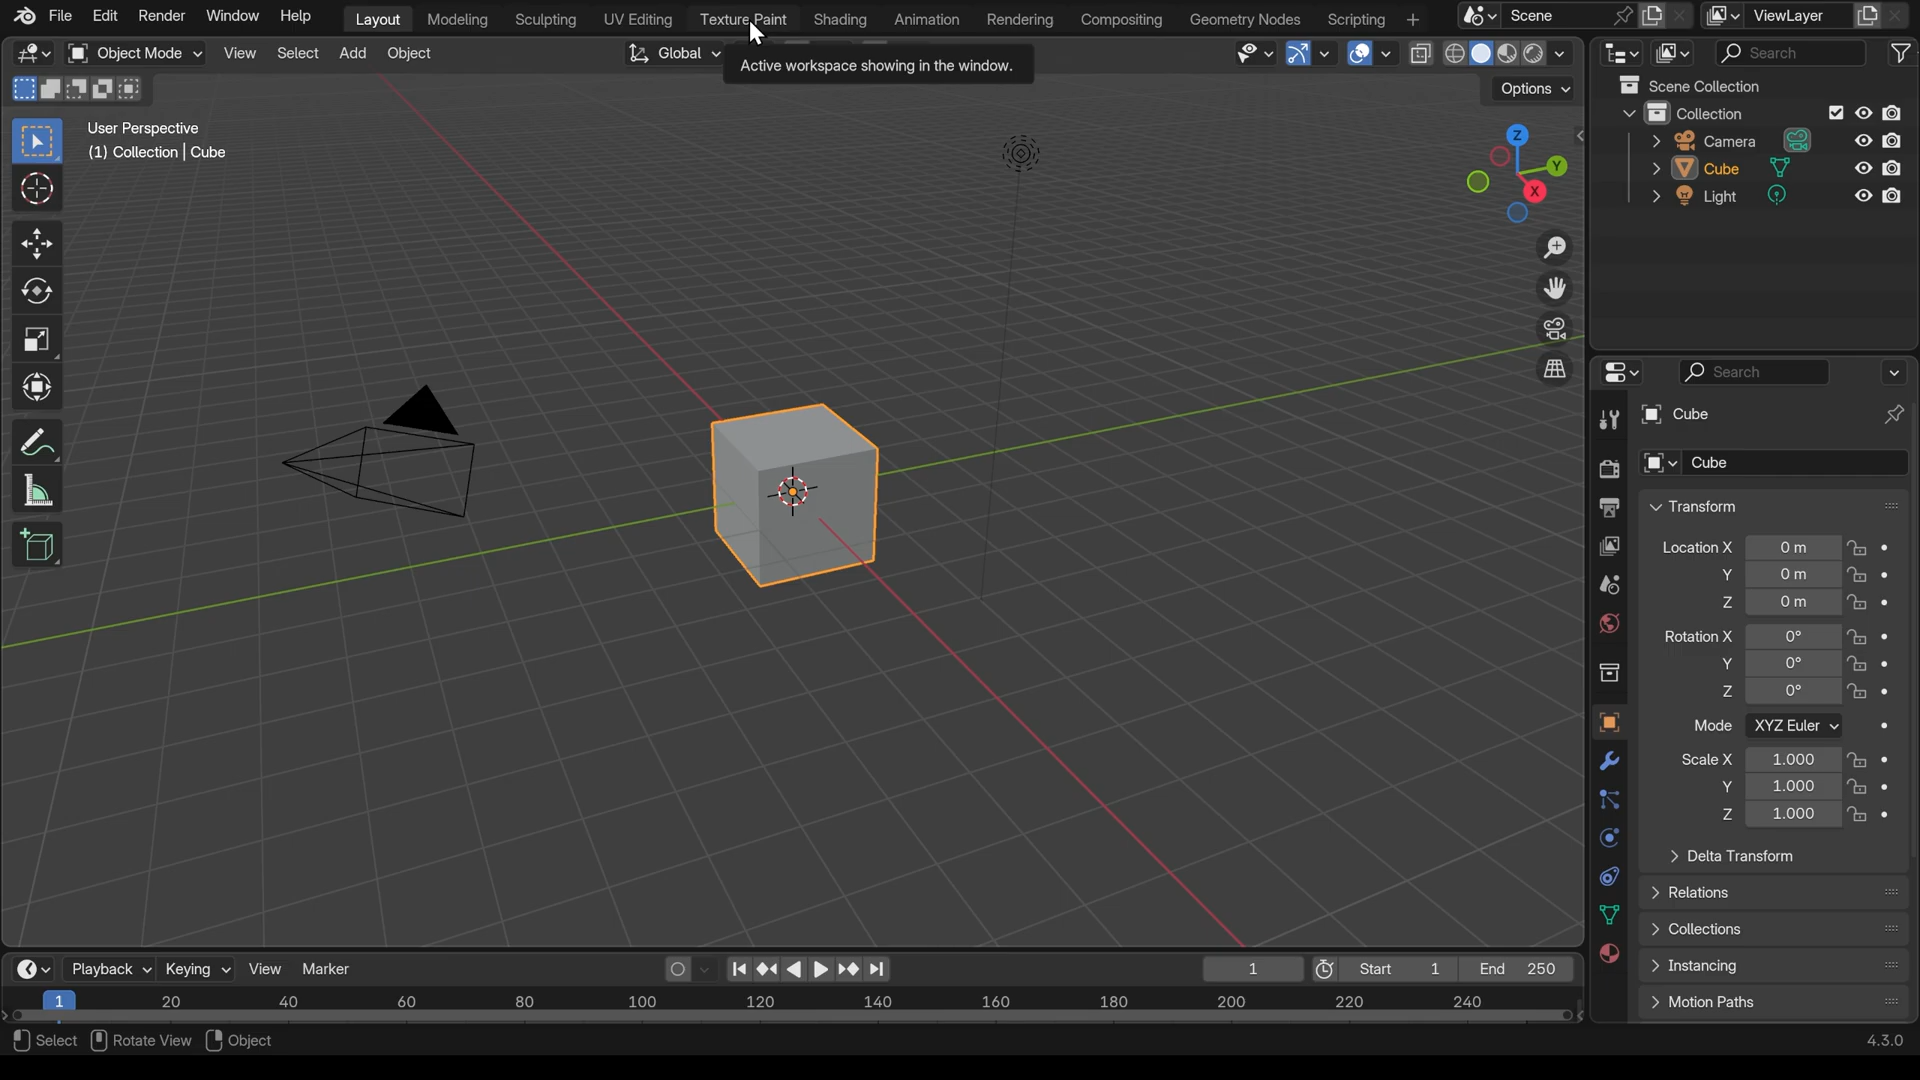 File Edit Render Window Help Layout Modeling Sculpting UV Editing Texture Paint Shading Animation Rendering Compositing Geometry Nodes Scripting + Scene ViewLayer
Object Mode View Select Add Object Global
Active workspace showing in the window.
Options
User Perspective
(1) Collection | Cube
Z
Y
X
Search
Scene Collection
Collection
Camera
Cube
Light
Search
Cube
Cube
Transform
Location X 0 m
Y 0 m
Z 0 m
Rotation X 0°
Y 0°
Z 0°
Mode XYZ Euler
Scale X 1.000
Y 1.000
Z 1.000
Delta Transform
Relations
Collections
Instancing
Motion Paths
Playback Keying View Marker 1 Start 1 End 250
1 20 40 60 80 100 120 140 160 180 200 220 240
Select Rotate View Object 4.3.0